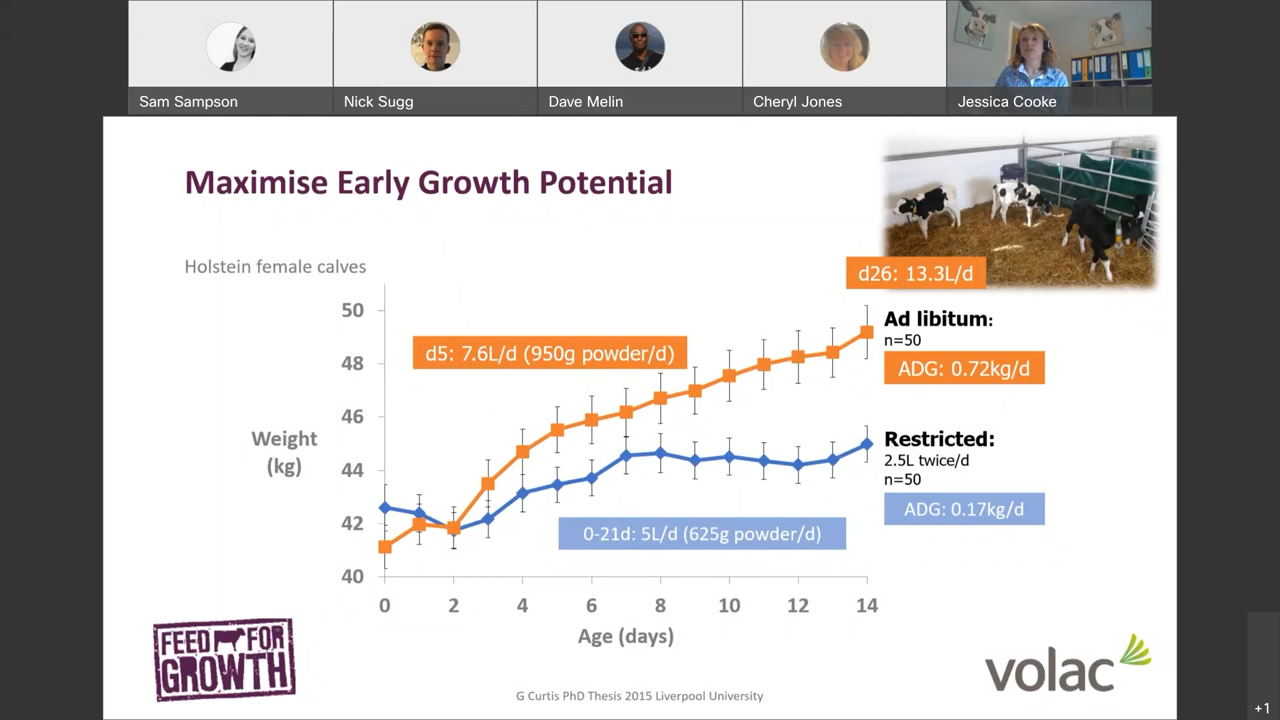 Sam Sampson
Nick Sugg
Dave Melin
Cheryl Jones
Jessica Cooke
Maximise Early Growth Potential
Holstein female calves
d26: 13.3L/d
50
48
46
44
42
40
Weight
(kg)
d5: 7.6L/d (950g powder/d)
Ad libitum:
n=50
ADG: 0.72kg/d
Restricted:
2.5L twice/d
n=50
ADG: 0.17kg/d
0-21d: 5L/d (625g powder/d)
0 2 4 6 8 10 12 14
Age (days)
FEED FOR
GROWTH
volac
G Curtis PhD Thesis 2015 Liverpool University
+1